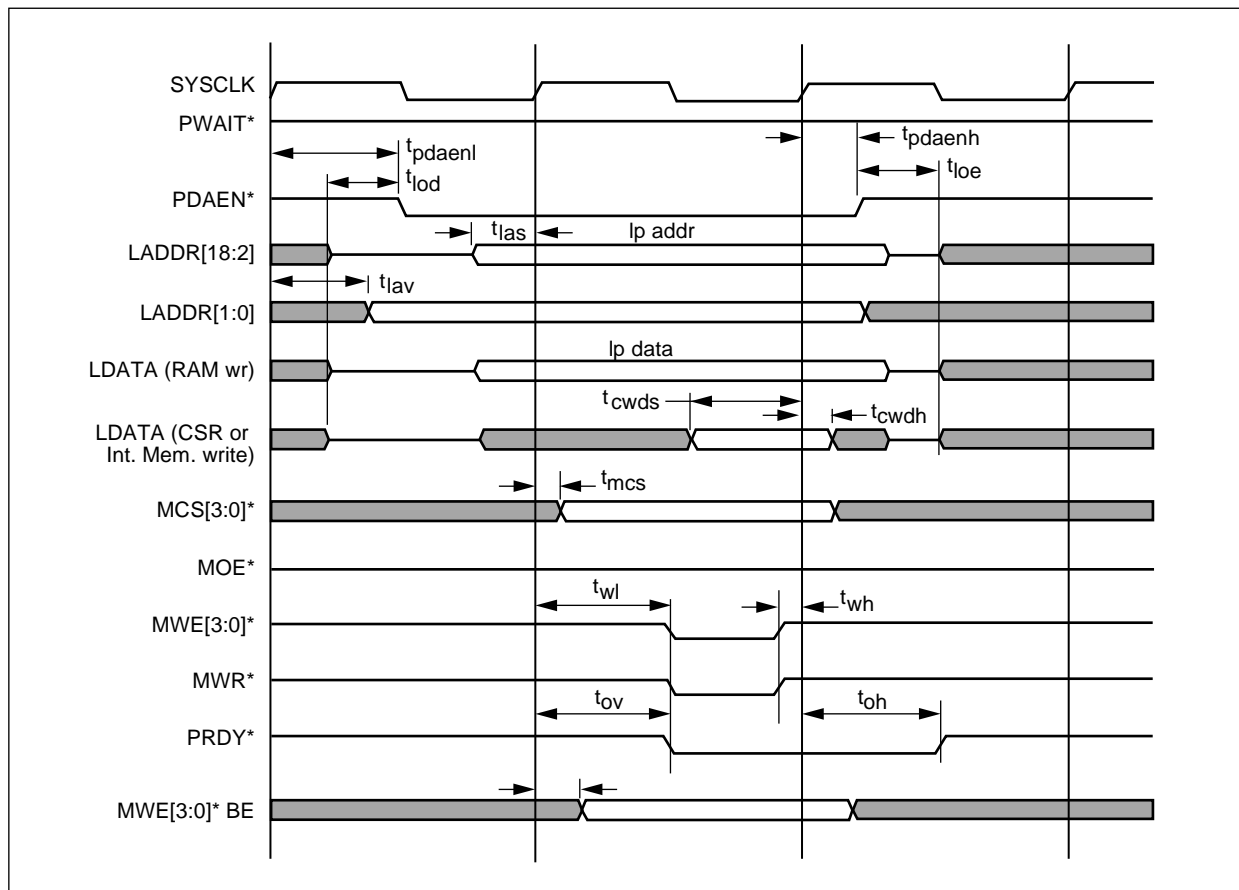 SYSCLK
PWAIT*
tpdaenl
tpdaenh
tlod
tloe
PDAEN*
tlas
lp addr
LADDR[18:2]
tlav
LADDR[1:0]
lp data
LDATA (RAM wr)
tcwds
tcwdh
LDATA (CSR or
Int. Mem. write)
tmcs
MCS[3:0]*
MOE*
twl
twh
MWE[3:0]*
MWR*
tov
toh
PRDY*
MWE[3:0]* BE